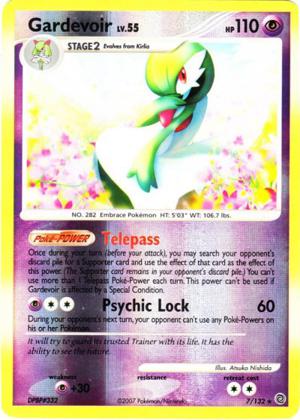 Gardevoir LV.55
HP 110
STAGE2 Evolves from Kirlia
NO. 282 Embrace Pokémon HT: 5'03" WT: 106.7 lbs.
Poké-POWER Telepass
Once during your turn (before your attack), you may search your opponent's
discard pile for a Supporter card and use the effect of that card as the effect of
this power. (The Supporter card remains in your opponent's discard pile.) You can't
use more than 1 Telepass Poké-Power each turn. This power can't be used if
Gardevoir is affected by a Special Condition.
Psychic Lock 60
During your opponent's next turn, your opponent can't use any Poké-Powers on
his or her Pokémon.
It will guard its trusted Trainer with its life. It has the
ability to see the future.
Illus. Atsuko Nishida
weakness
+30
resistance
retreat cost
DPBP#332
©2007 Pokémon/Nintendo
7/132